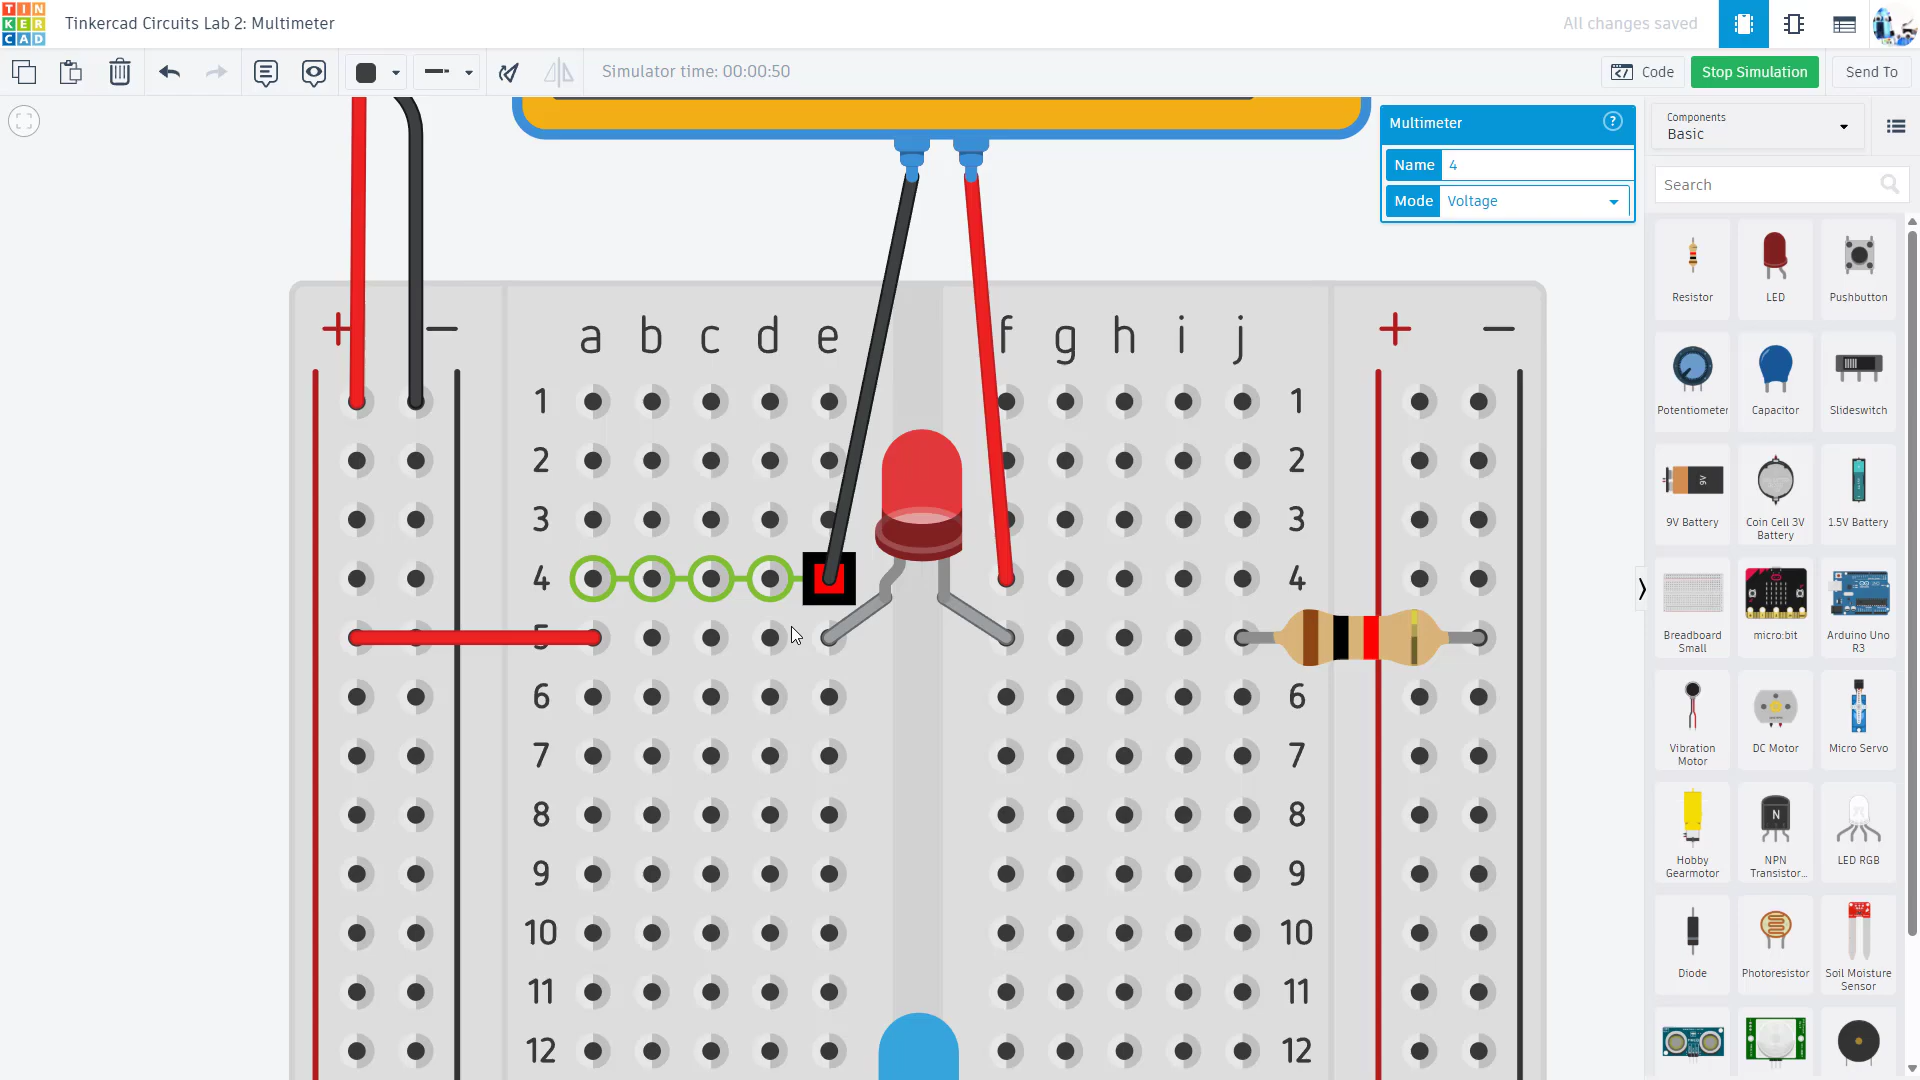 TIN
KER
CAD
Tinkercad Circuits Lab 2: Multimeter
All changes saved
Simulator time: 00:00:50
Code
Stop Simulation
Send To
Multimeter
?
Name
4
Mode
Voltage
Components
Basic
Search
+ − + −
a b c d e f g h i j
1 1
2 2
3 3
4 4
5
6 6
7 7
8 8
9 9
10 10
11 11
12 12
Resistor
LED
Pushbutton
Potentiometer
Capacitor
Slideswitch
9V
9V Battery
Coin Cell 3V
Battery
1.5V Battery
Breadboard
Small
micro:bit
Arduino Uno
R3
Vibration
Motor
DC Motor
Micro Servo
Hobby
Gearmotor
N
NPN
Transistor...
LED RGB
Diode
Photoresistor
Soil Moisture
Sensor